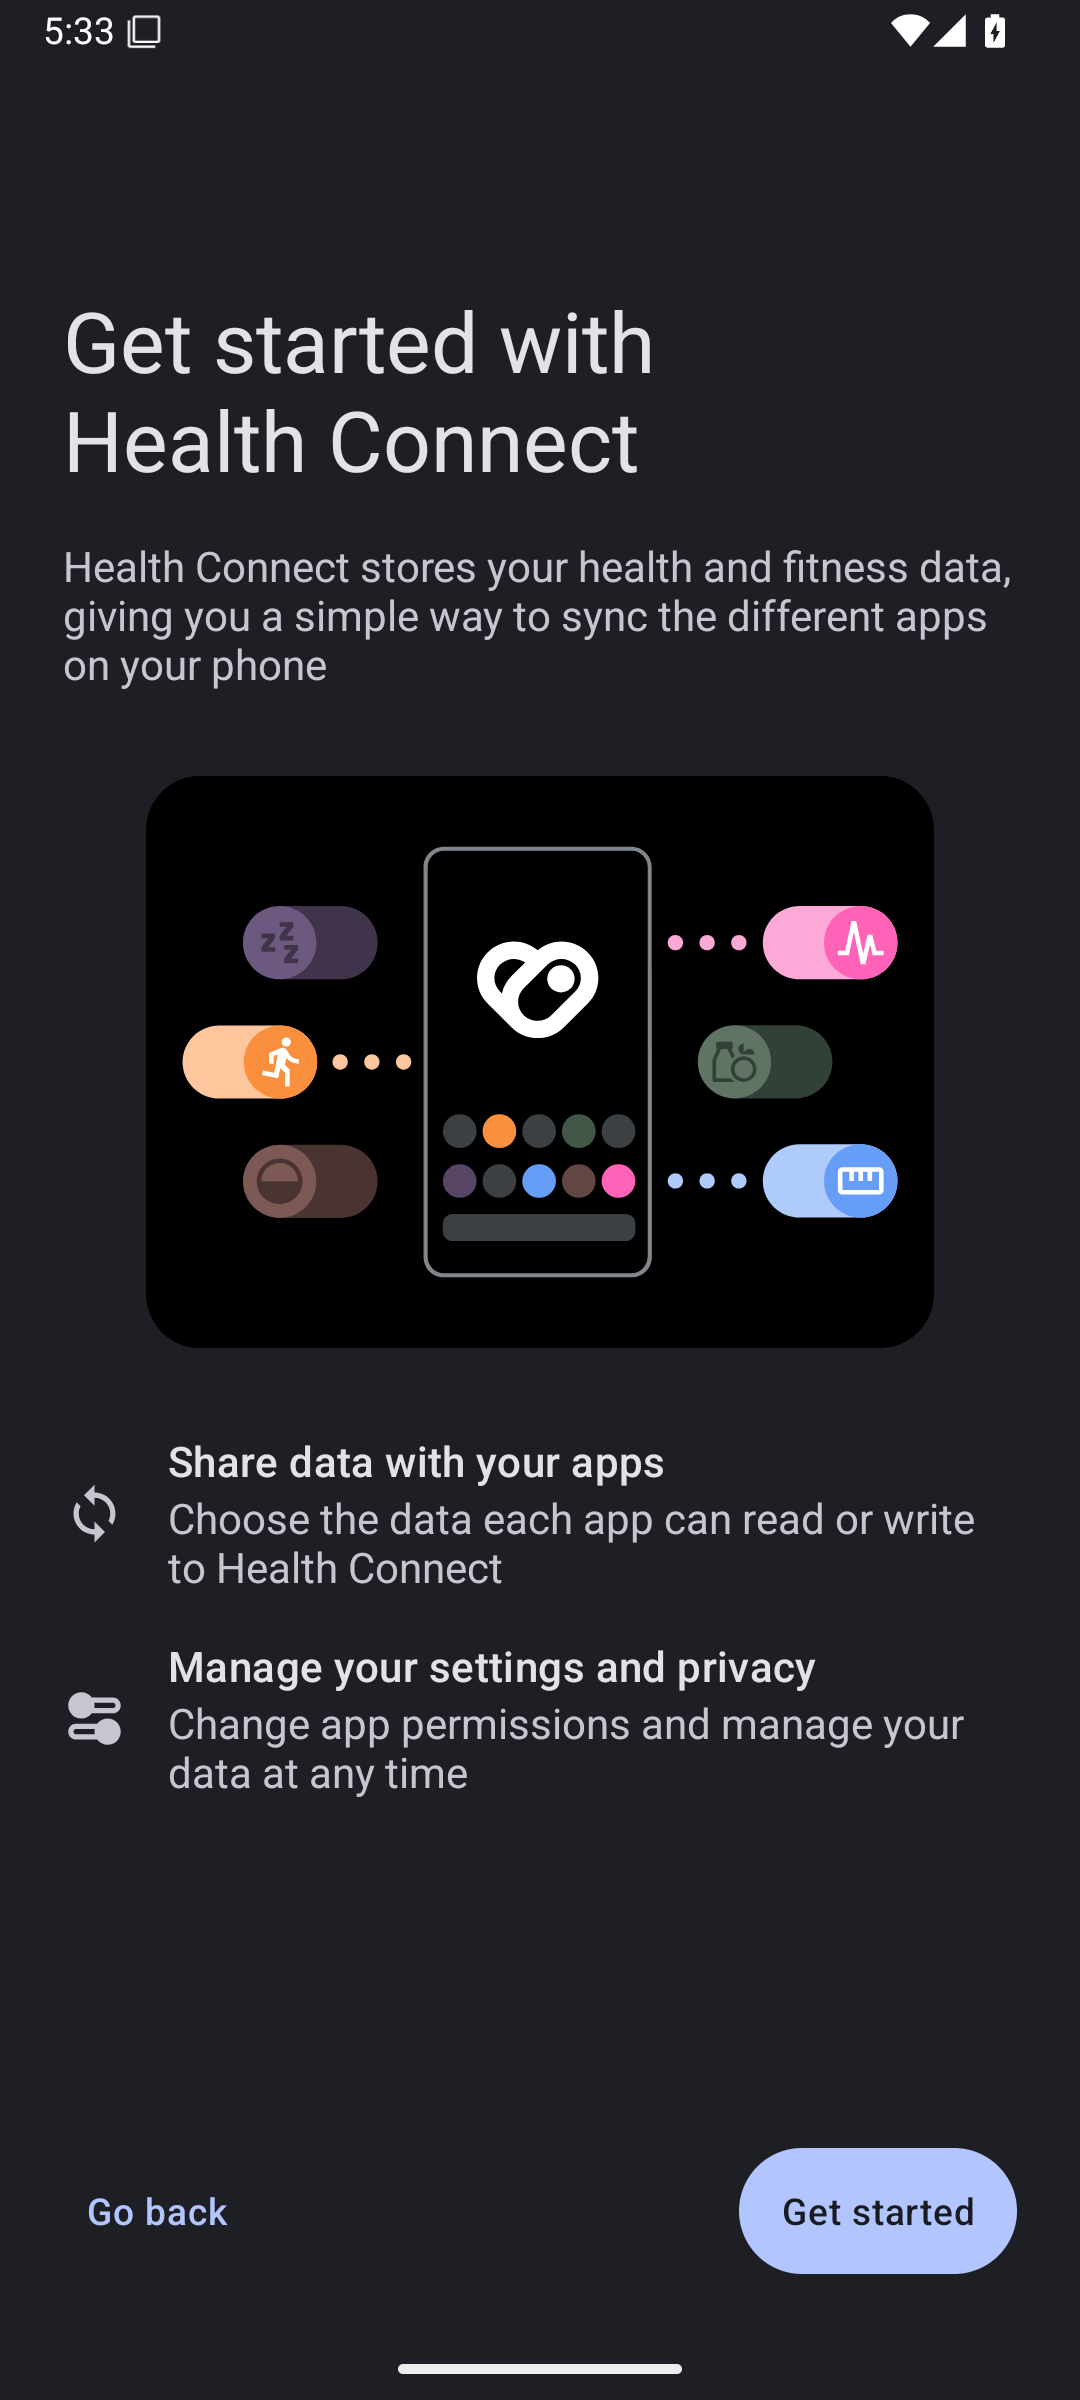 5:33
Get started with
Health Connect
Health Connect stores your health and fitness data,
giving you a simple way to sync the different apps
on your phone
Share data with your apps
Choose the data each app can read or write
to Health Connect
Manage your settings and privacy
Change app permissions and manage your
data at any time
Go back
Get started